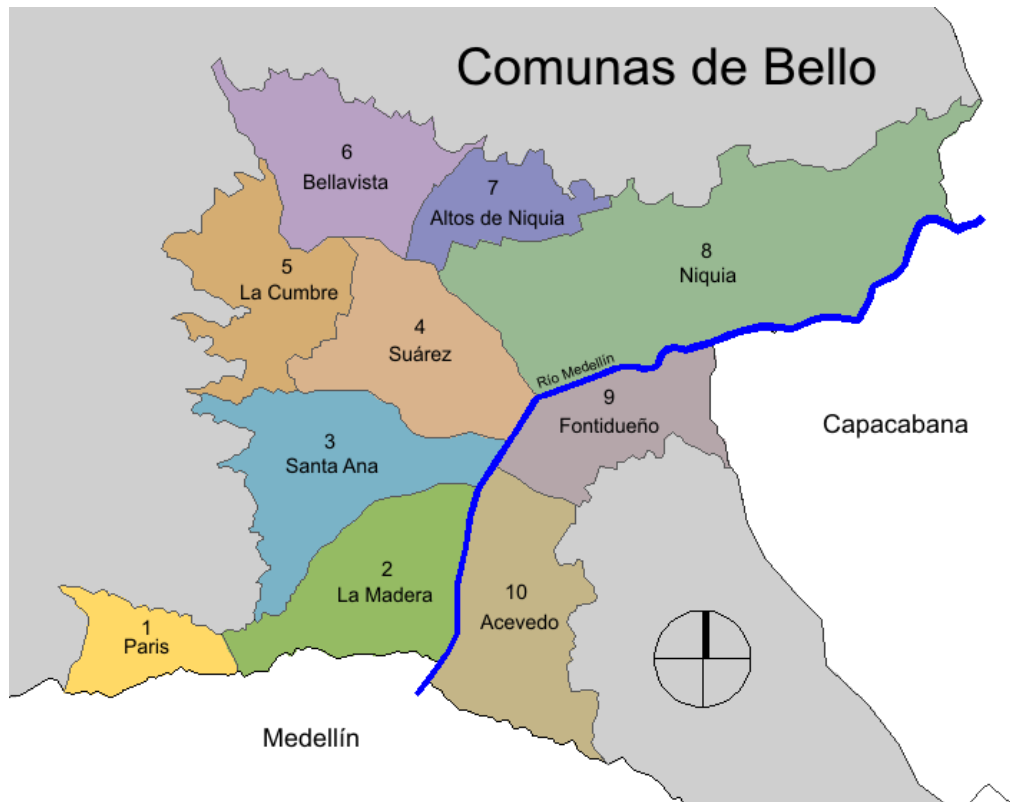 Comunas de Bello
6
Bellavista
7
Altos de Niquia
8
Niquia
5
La Cumbre
4
Suárez
Río Medellín
9
Fontidueño
Capacabana
3
Santa Ana
2
La Madera
10
Acevedo
1
Paris
Medellín